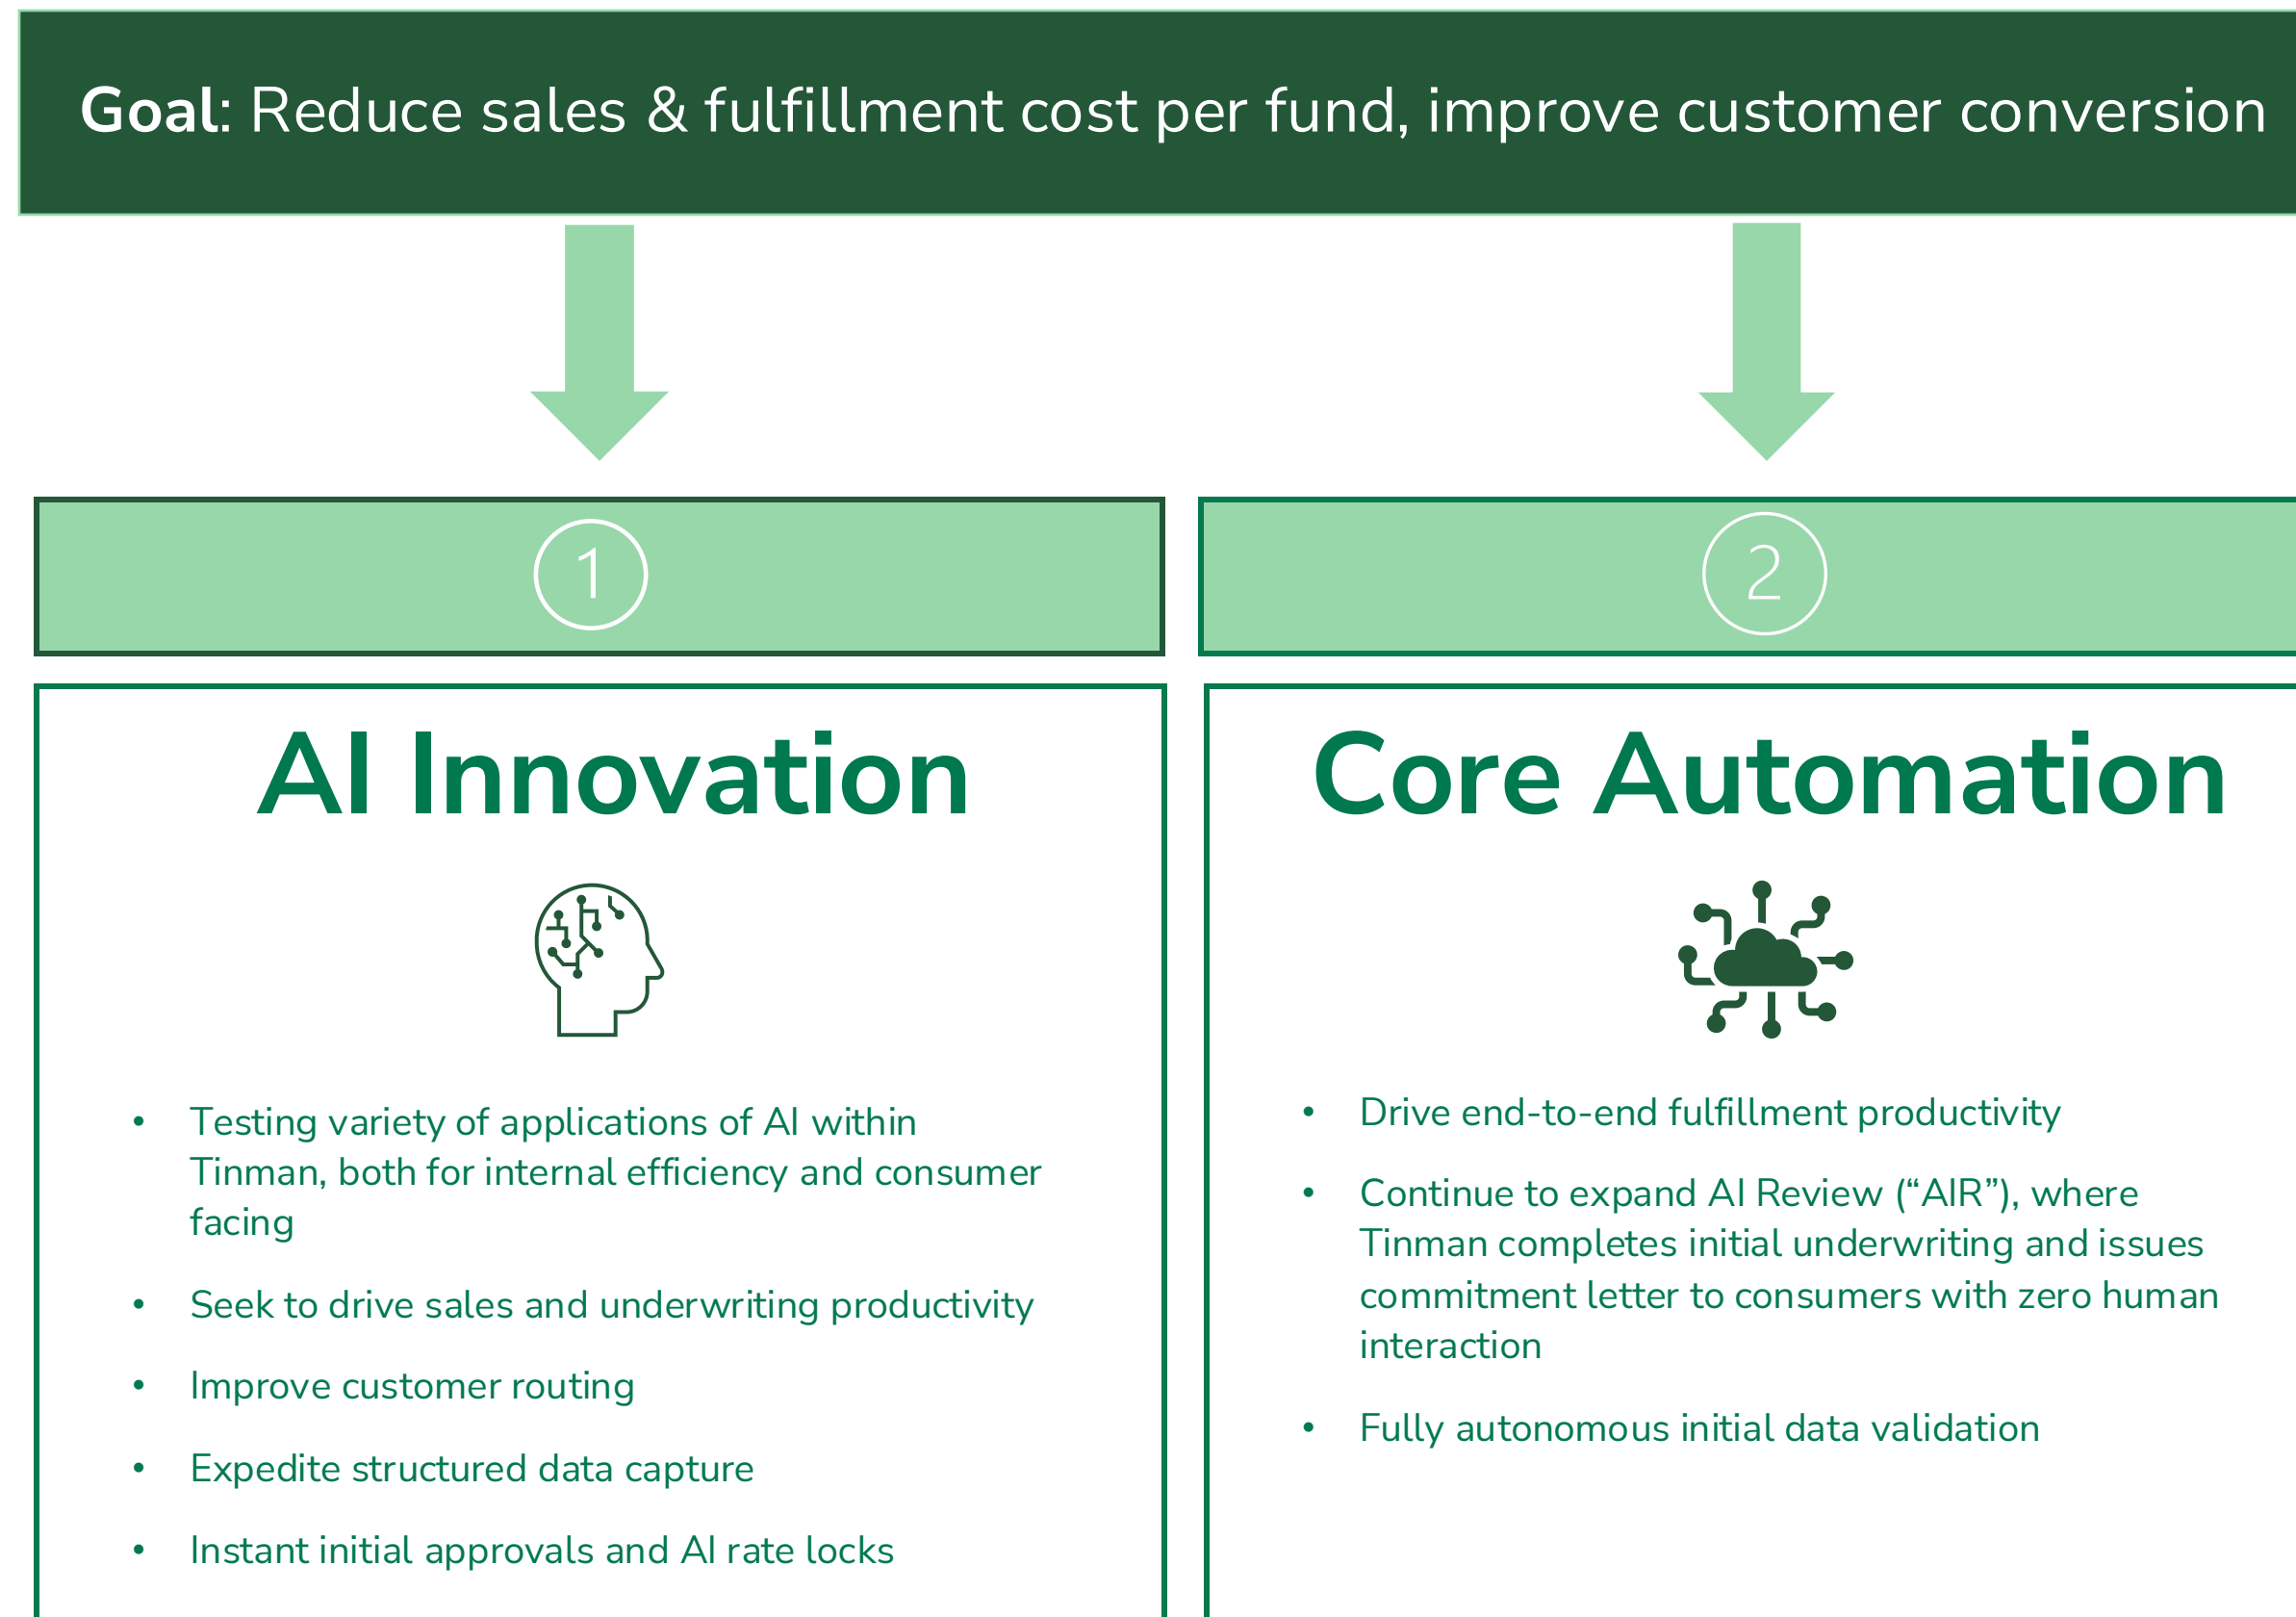 Goal: Reduce sales & fulfillment cost per fund, improve customer conversion
1
2
AI Innovation
• Testing variety of applications of AI within
Tinman, both for internal efficiency and consumer
facing
• Seek to drive sales and underwriting productivity
• Improve customer routing
• Expedite structured data capture
• Instant initial approvals and AI rate locks
Core Automation
• Drive end-to-end fulfillment productivity
• Continue to expand AI Review (“AIR”), where
Tinman completes initial underwriting and issues
commitment letter to consumers with zero human
interaction
• Fully autonomous initial data validation